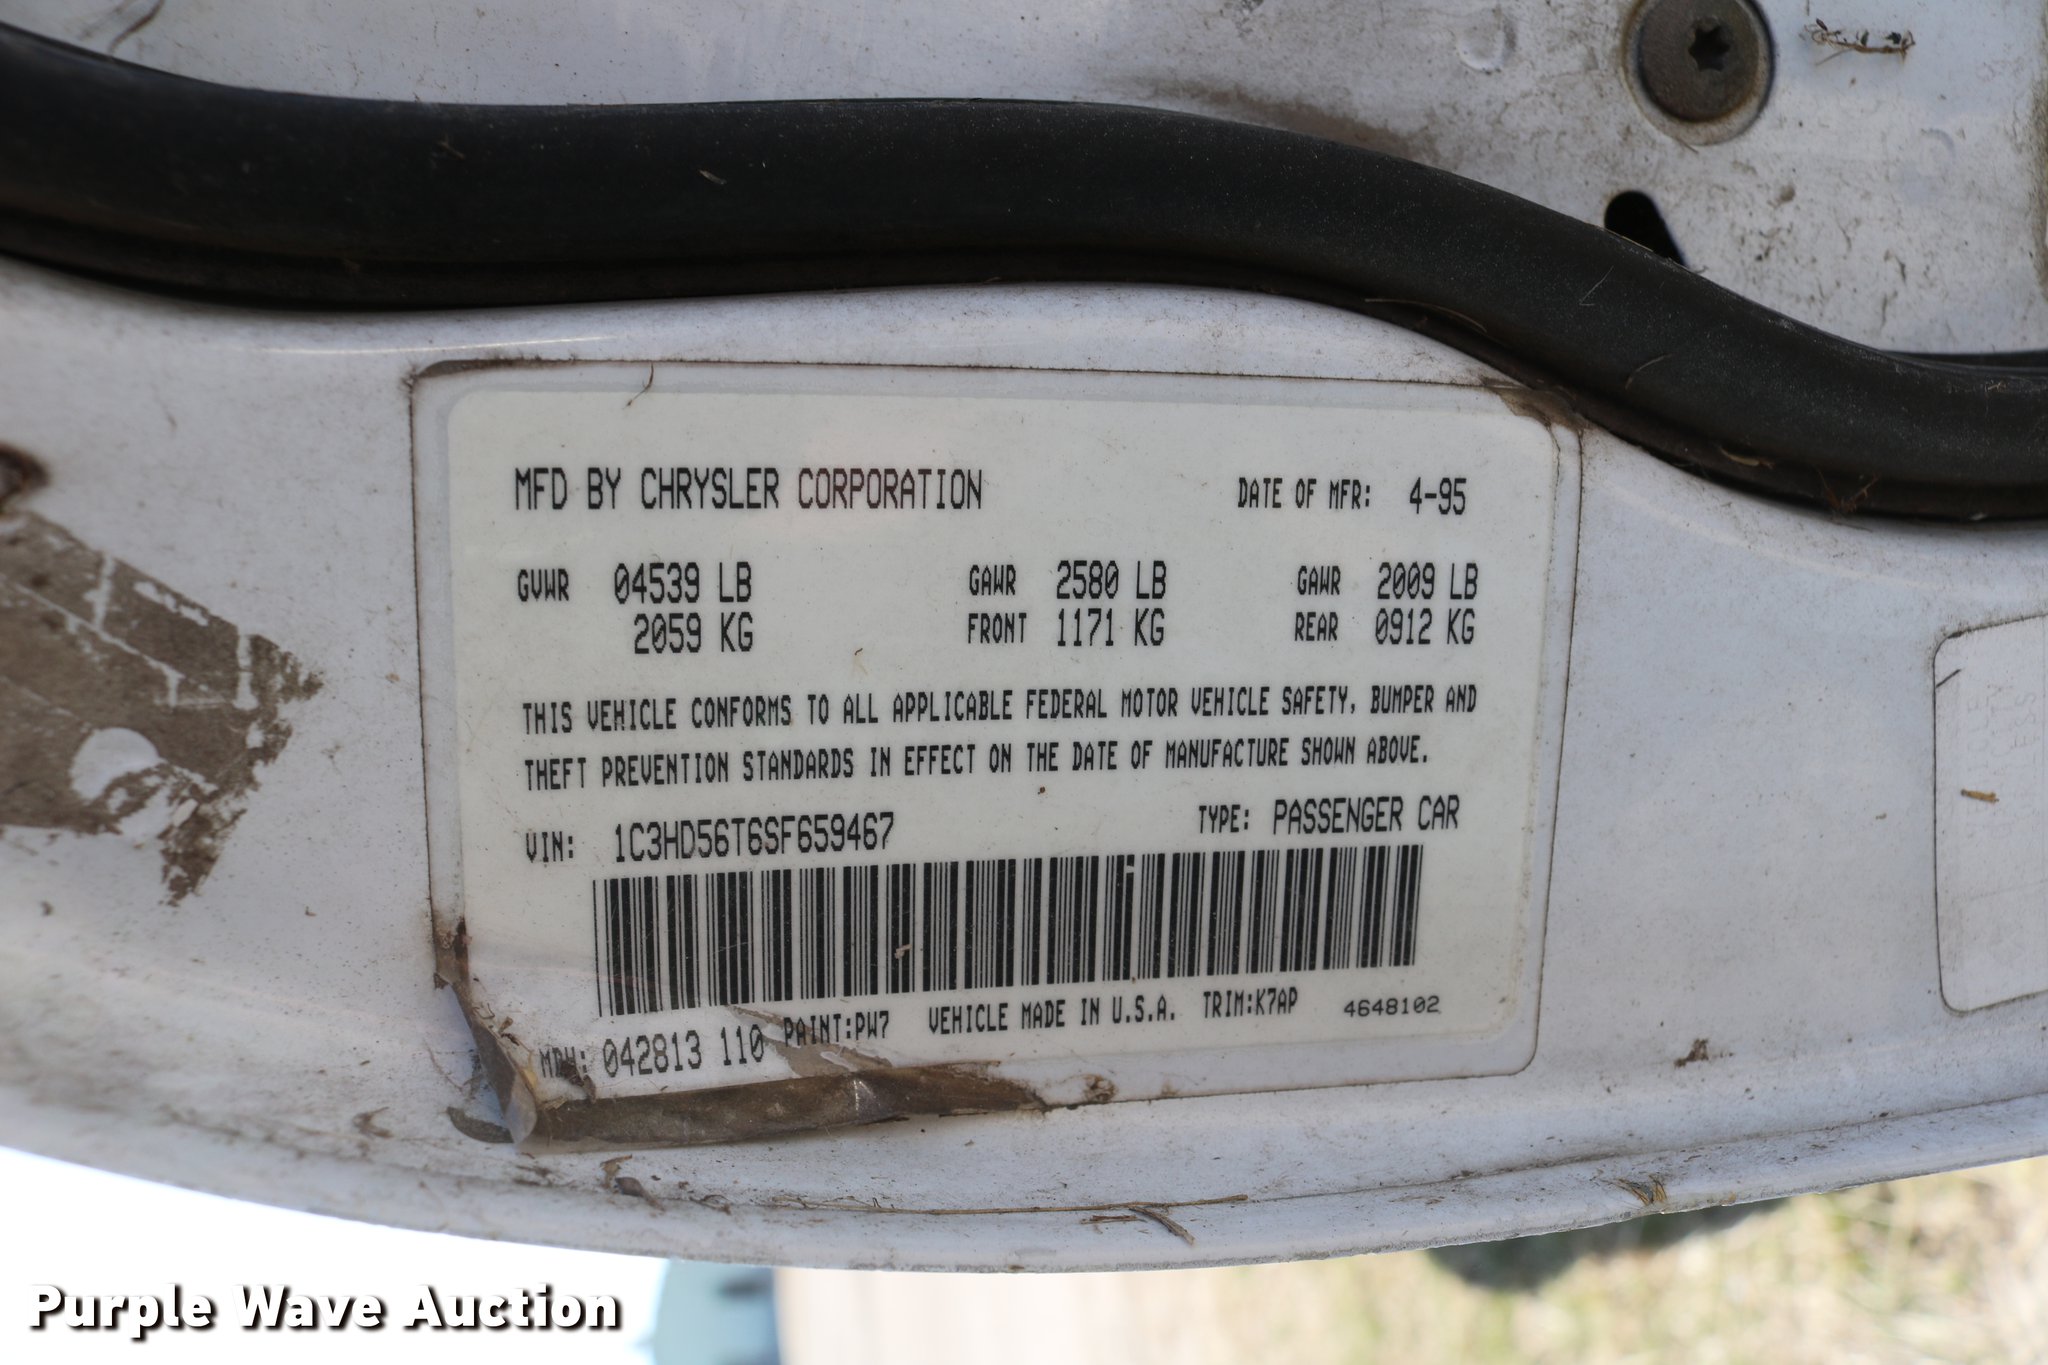 MFD BY CHRYSLER CORPORATION DATE OF MFR: 4-95
GVWR 04539 LB GAWR 2580 LB GAWR 2009 LB
2059 KG FRONT 1171 KG REAR 0912 KG
THIS VEHICLE CONFORMS TO ALL APPLICABLE FEDERAL MOTOR VEHICLE SAFETY, BUMPER AND
THEFT PREVENTION STANDARDS IN EFFECT ON THE DATE OF MANUFACTURE SHOWN ABOVE.
VIN: 1C3HD56T6SF659467 TYPE: PASSENGER CAR
MDH: 042813 110 PAINT:PW7 VEHICLE MADE IN U.S.A. TRIM:K7AP 4648102
Purple Wave Auction